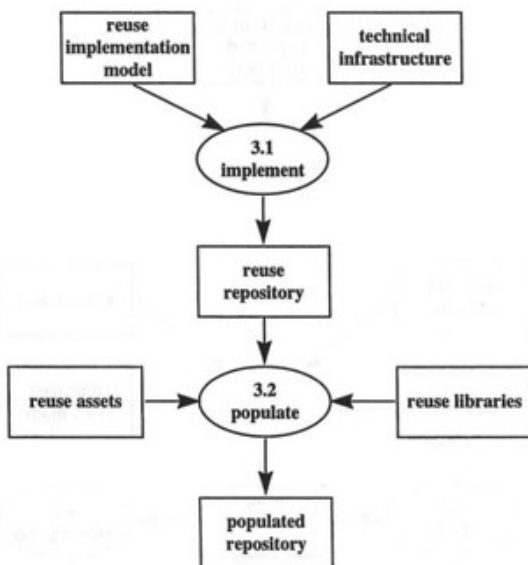 reuse
implementation
model
technical
infrastructure
3.1
implement
reuse
repository
reuse assets
3.2
populate
reuse libraries
populated
repository